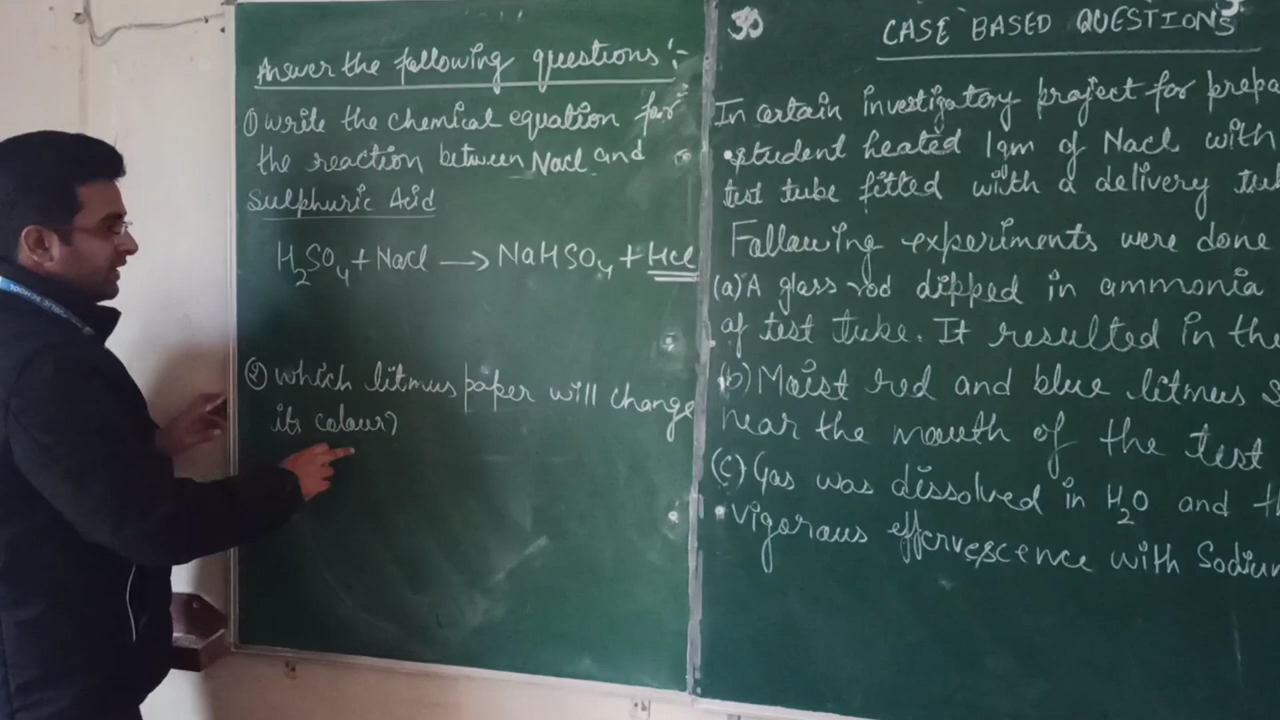 Answer the following questions :-
① write the chemical equation for
the reaction between NaCl and
Sulphuric Acid
H₂SO₄ + NaCl → NaHSO₄ + HCl
② which litmus paper will change
its colour?
CASE BASED QUESTIONS
In certain investigatory project for prepa
student heated 1gm of NaCl with
test tube fitted with a delivery tu
Following experiments were done
(a) A glass rod dipped in ammonia
of test tube. It resulted in the
(b) Moist red and blue litmus
near the mouth of the test
(c) Gas was dissolved in H₂O and th
vigorous effervescence with Sodium